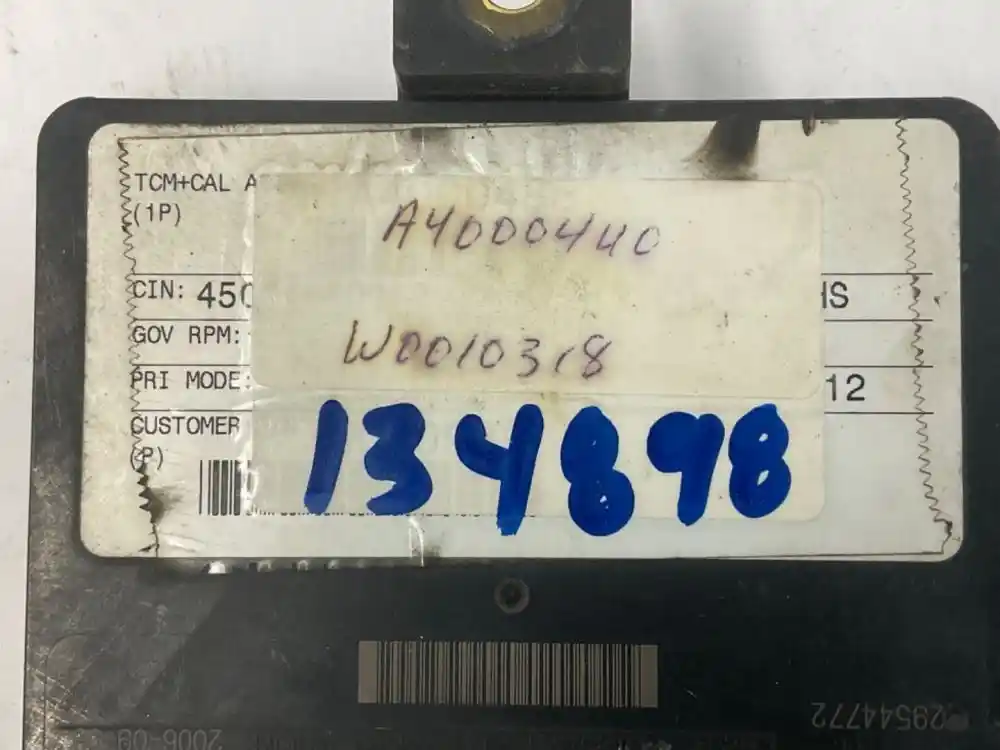 TCM+CAL A
(1P)
A4000440
CIN: 450
HS
GOV RPM:
W0010318
PRI MODE:
12
CUSTOMER
(P)
134898
29544772
2006-09